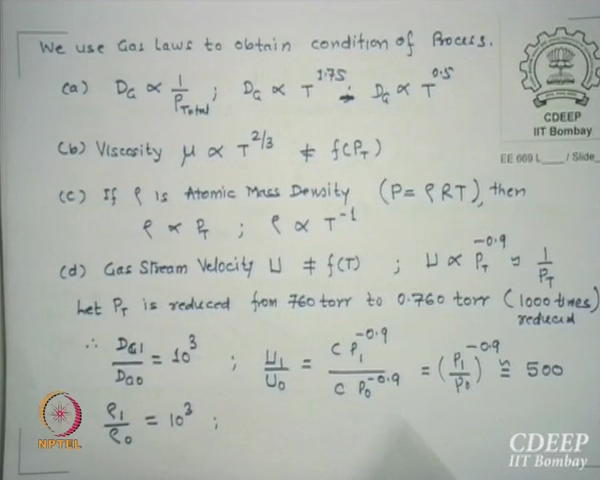 We use Gas Laws to obtain condition of Process.
(a) D_G ∝ 1/P_Total ; D_G ∝ T^1.75 ; D_G ∝ T^0.5
CDEEP
IIT Bombay
(b) Viscosity μ ∝ T^2/3 ≠ f(P_T)
EE 669 L____ / Slide_
(c) If ρ is Atomic Mass Density (P = ρRT), then
ρ ∝ P_T ; ρ ∝ T^-1
(d) Gas Stream Velocity U ≠ f(T) ; U ∝ P_T^-0.9 ≃ 1/P_T
Let P_T is reduced from 760 torr to 0.760 torr (1000 times reduced)
∴ D_G1/D_G0 = 10^3 ; U_1/U_0 = C P_1^-0.9 / C P_0^-0.9 = (P_1/P_0)^-0.9 ≅ 500
ρ_1/ρ_0 = 10^3 ;
NPTEL
CDEEP
IIT Bombay